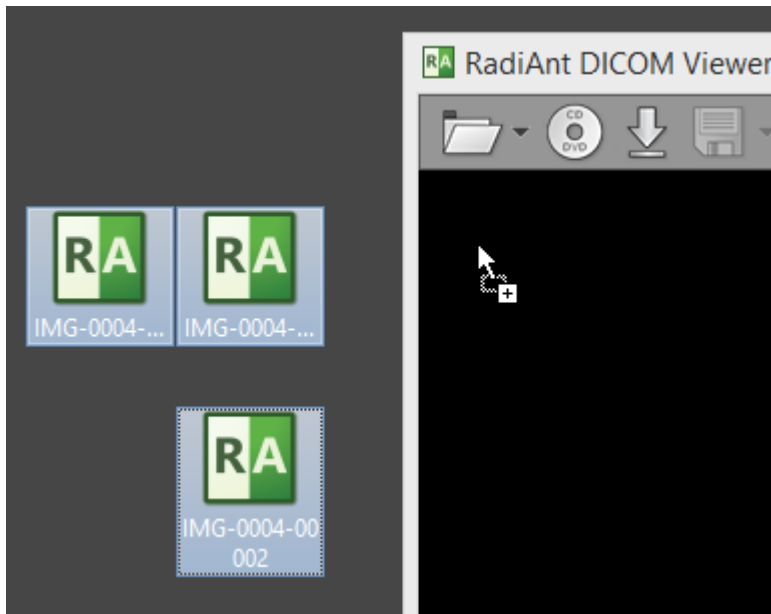 RA RadiAnt DICOM Viewer
CD
DVD
RA
RA
IMG-0004-...
IMG-0004-...
RA
IMG-0004-00
002